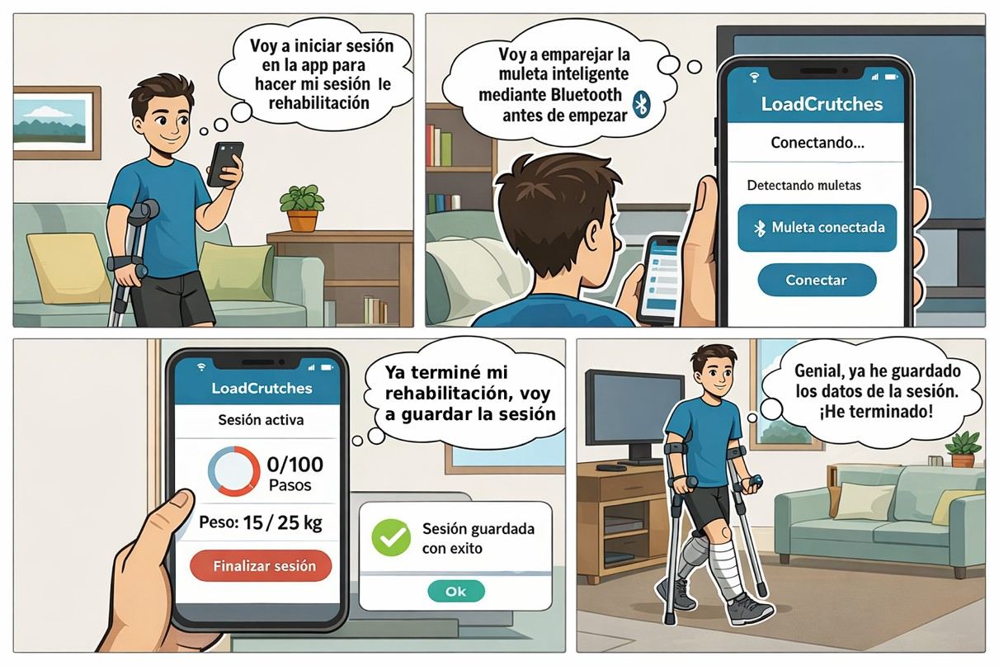 Voy a iniciar sesión
en la app para
hacer mi sesión le
rehabilitación
Voy a emparejar la
muleta inteligente
mediante Bluetooth
antes de empezar
LoadCrutches
Conectando...
Detectando muletas
Muleta conectada
Conectar
LoadCrutches
Sesión activa
0/100
Pasos
Peso: 15 / 25 kg
Finalizar sesión
Ya terminé mi
rehabilitación, voy
a guardar la sesión
Sesión guardada
con exito
Ok
Genial, ya he guardado
los datos de la sesión.
¡He terminado!